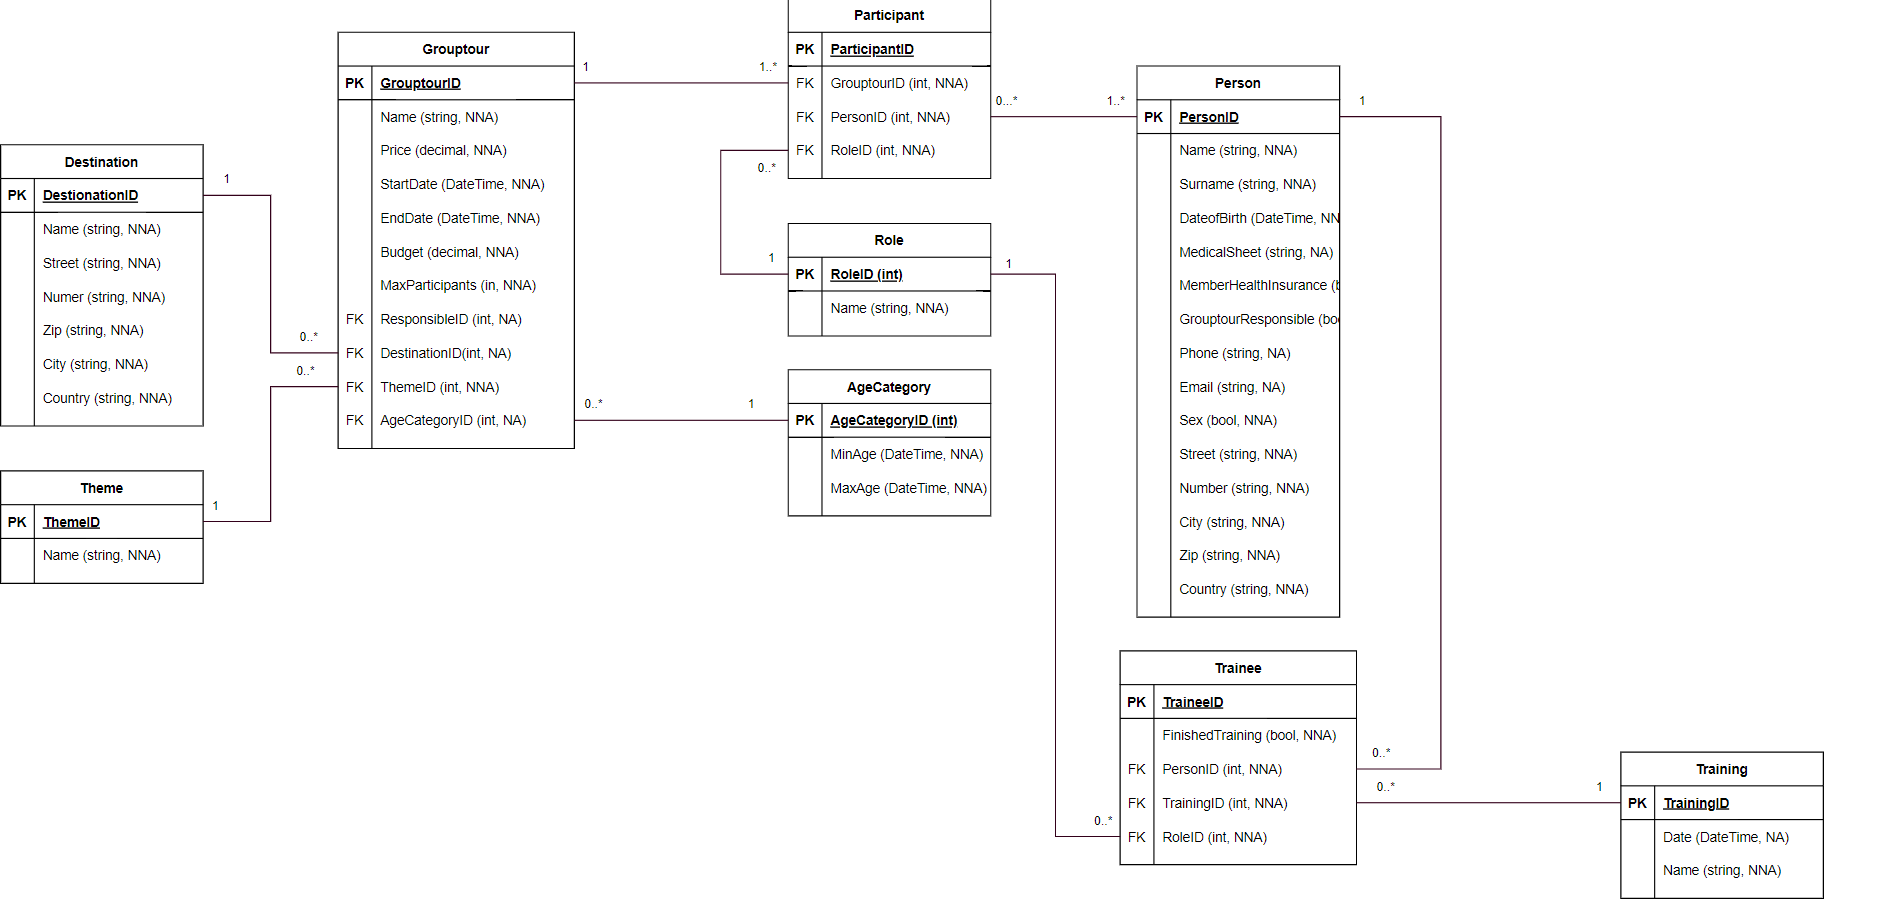 Destination
PK DestionationID
Name (string, NNA)
Street (string, NNA)
Numer (string, NNA)
Zip (string, NNA)
City (string, NNA)
Country (string, NNA)
1
0..*
Theme
PK ThemeID
Name (string, NNA)
1
0..*
Grouptour
PK GrouptourID
Name (string, NNA)
Price (decimal, NNA)
StartDate (DateTime, NNA)
EndDate (DateTime, NNA)
Budget (decimal, NNA)
MaxParticipants (in, NNA)
FK ResponsibleID (int, NA)
FK DestinationID(int, NA)
FK ThemeID (int, NNA)
FK AgeCategoryID (int, NA)
1
1..*
0..*
1
Participant
PK ParticipantID
FK GrouptourID (int, NNA)
FK PersonID (int, NNA)
FK RoleID (int, NNA)
0..*
1
0...*
1..*
Role
PK RoleID (int)
Name (string, NNA)
1
AgeCategory
PK AgeCategoryID (int)
MinAge (DateTime, NNA)
MaxAge (DateTime, NNA)
Person
PK PersonID
Name (string, NNA)
Surname (string, NNA)
DateofBirth (DateTime, NN
MedicalSheet (string, NA)
MemberHealthInsurance (
GrouptourResponsible (bo
Phone (string, NA)
Email (string, NA)
Sex (bool, NNA)
Street (string, NNA)
Number (string, NNA)
City (string, NNA)
Zip (string, NNA)
Country (string, NNA)
1
Trainee
PK TraineeID
FinishedTraining (bool, NNA)
FK PersonID (int, NNA)
FK TrainingID (int, NNA)
FK RoleID (int, NNA)
0..*
0..*
0..*
1
Training
PK TrainingID
Date (DateTime, NA)
Name (string, NNA)